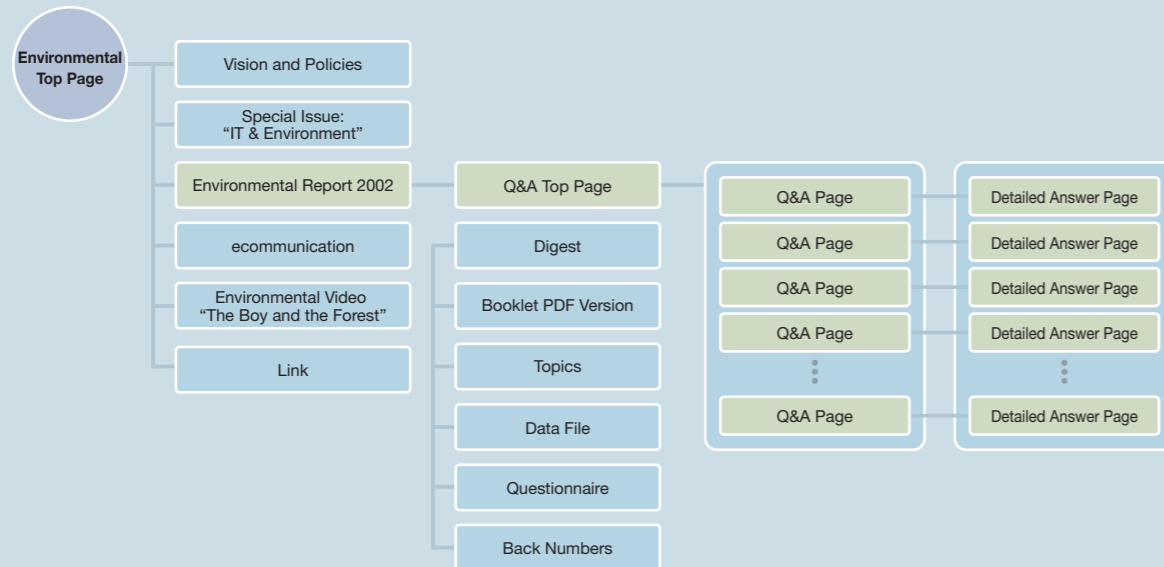 Environmental
Top Page
Vision and Policies
Special Issue:
“IT & Environment”
Environmental Report 2002
ecommunication
Environmental Video
“The Boy and the Forest”
Link
Q&A Top Page
Digest
Booklet PDF Version
Topics
Data File
Questionnaire
Back Numbers
Q&A Page
Q&A Page
Q&A Page
Q&A Page
Q&A Page
Detailed Answer Page
Detailed Answer Page
Detailed Answer Page
Detailed Answer Page
Detailed Answer Page